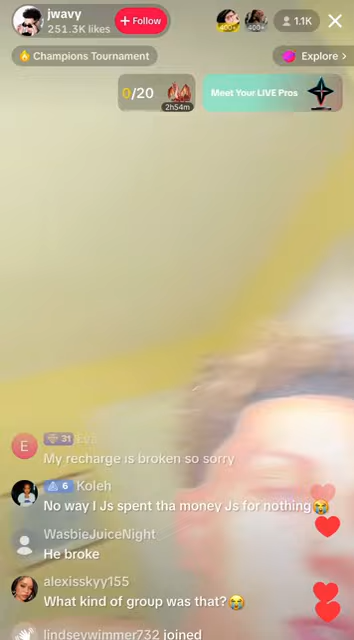 jwavy
251.3K likes
+ Follow
400+
400+
1.1K
Champions Tournament
Explore >
0/20
2h54m
Meet Your LIVE Pros
E
31
My recharge is broken so sorry
6 Koleh
No way I Js spent tha money Js for nothing😭
WasbieJuiceNight
He broke
alexisskyy155
What kind of group was that?😭
lindseywimmer732 joined